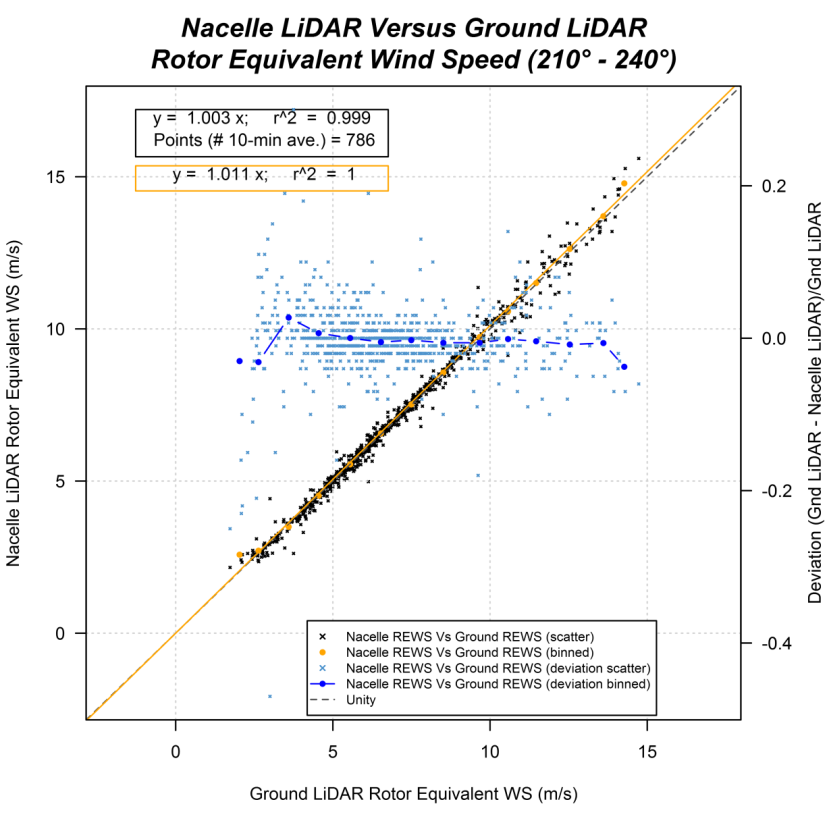 Nacelle LiDAR Versus Ground LiDAR
Rotor Equivalent Wind Speed (210° - 240°)
y = 1.003 x; r^2 = 0.999
Points (# 10-min ave.) = 786
y = 1.011 x; r^2 = 1
Nacelle LiDAR Rotor Equivalent WS (m/s)
15
10
5
0
0.2
0.0
-0.2
-0.4
Deviation (Gnd LiDAR - Nacelle LiDAR)/Gnd LiDAR
Nacelle REWS Vs Ground REWS (scatter)
Nacelle REWS Vs Ground REWS (binned)
Nacelle REWS Vs Ground REWS (deviation scatter)
Nacelle REWS Vs Ground REWS (deviation binned)
Unity
0 5 10 15
Ground LiDAR Rotor Equivalent WS (m/s)